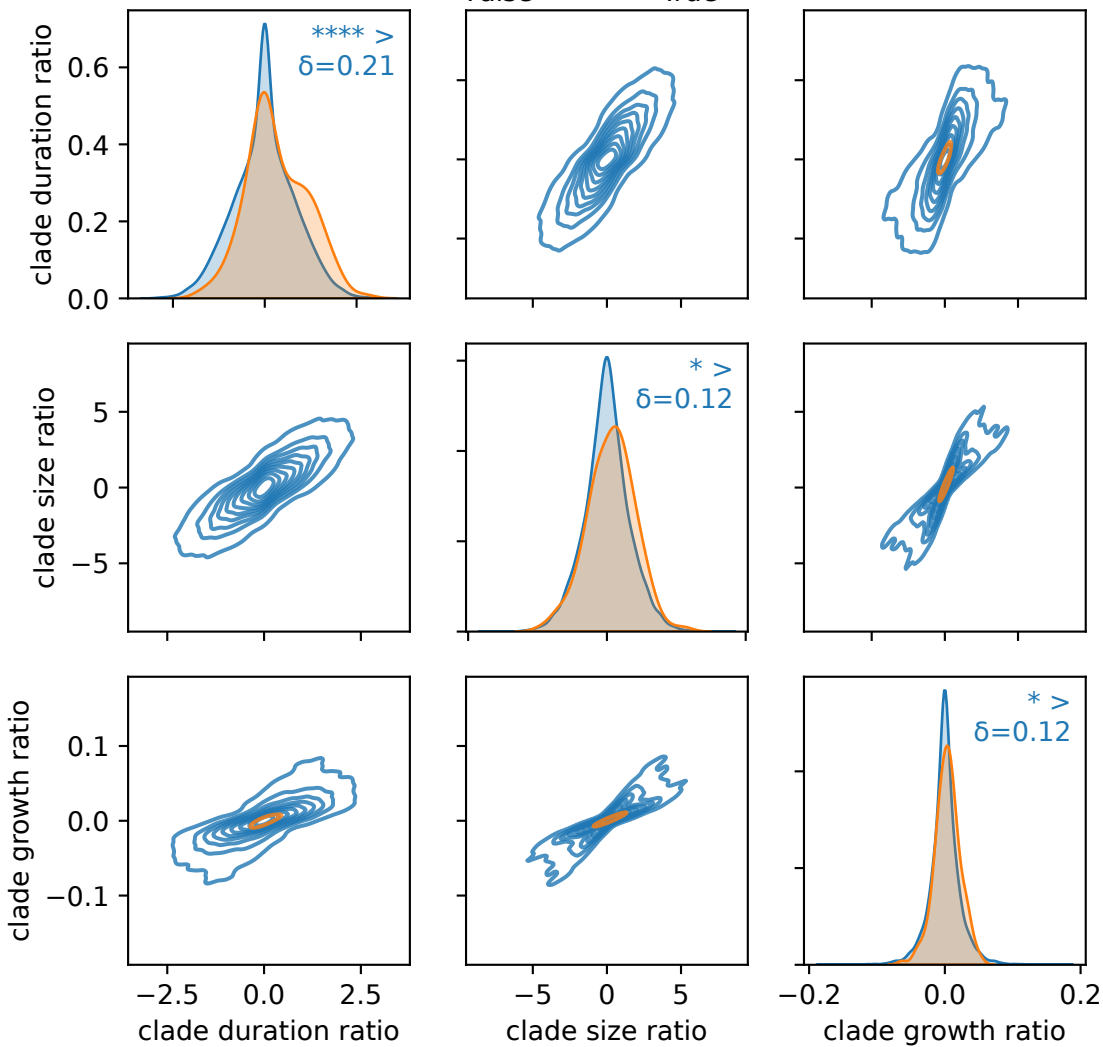 **** >
δ=0.21
clade duration ratio
0.6
0.4
0.2
0.0
* >
δ=0.12
clade size ratio
5
0
−5
* >
δ=0.12
clade growth ratio
0.1
0.0
−0.1
−2.5 0.0 2.5
−5 0 5
−0.2 0.0 0.2
clade duration ratio
clade size ratio
clade growth ratio